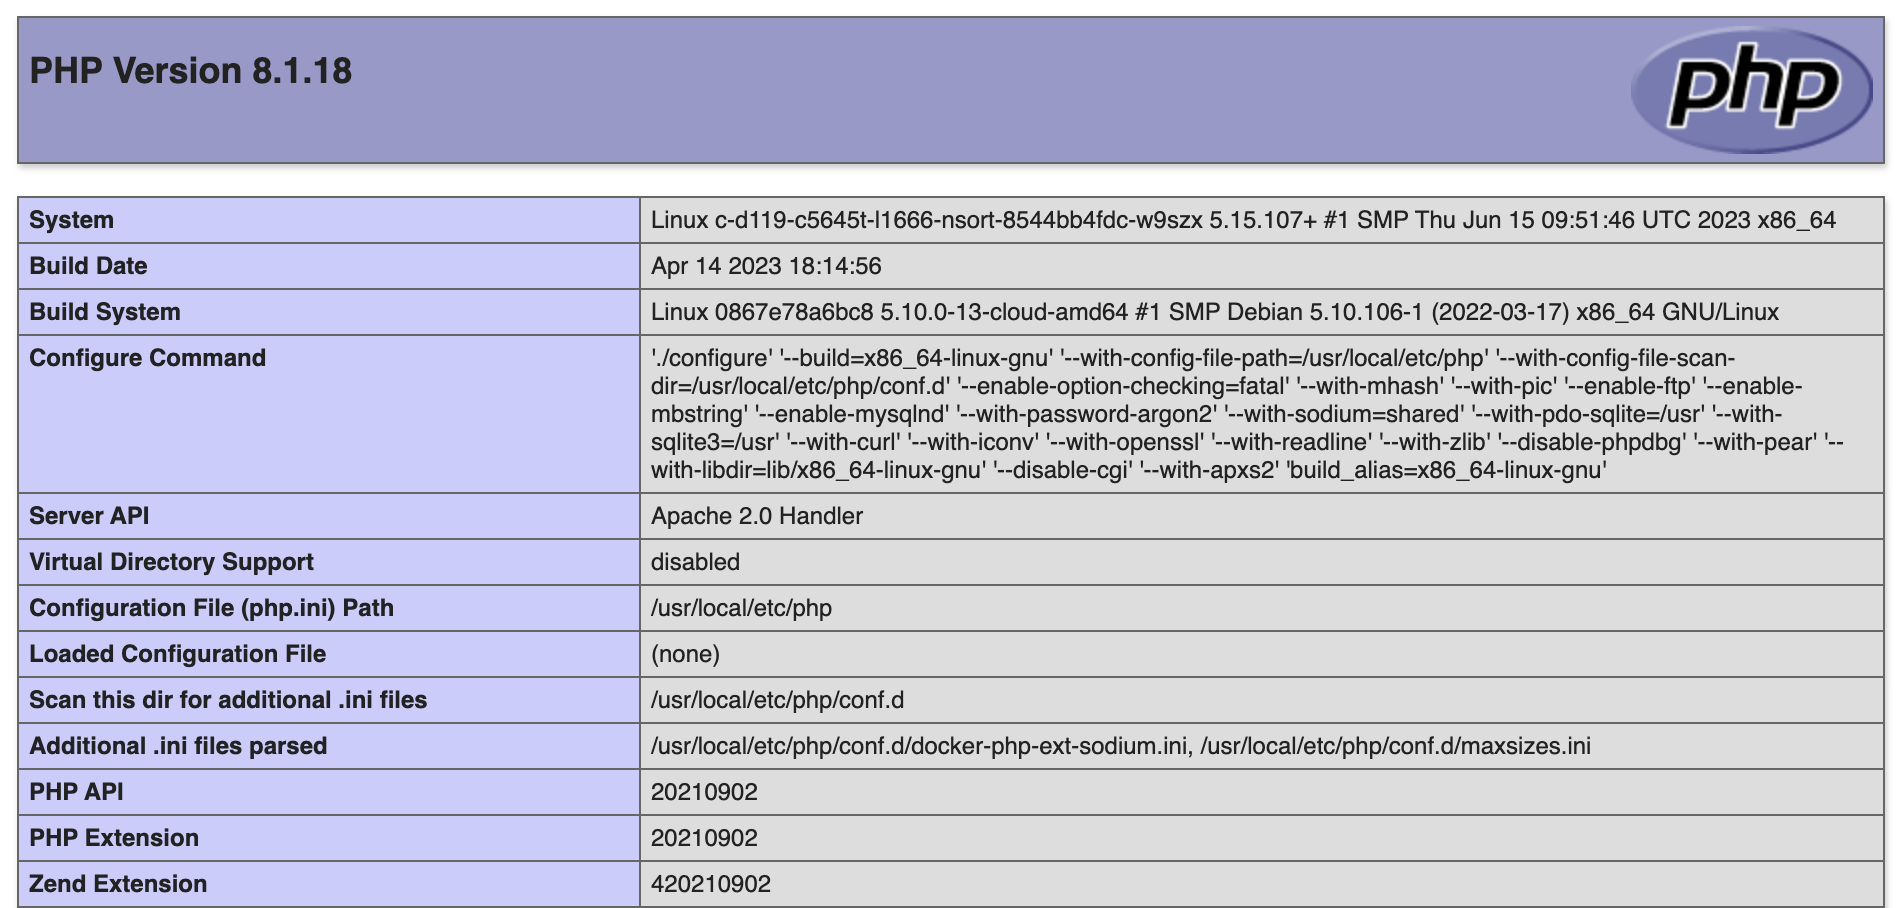 PHP Version 8.1.18
php
System
Linux c-d119-c5645t-l1666-nsort-8544bb4fdc-w9szx 5.15.107+ #1 SMP Thu Jun 15 09:51:46 UTC 2023 x86_64
Build Date
Apr 14 2023 18:14:56
Build System
Linux 0867e78a6bc8 5.10.0-13-cloud-amd64 #1 SMP Debian 5.10.106-1 (2022-03-17) x86_64 GNU/Linux
Configure Command
'./configure' '--build=x86_64-linux-gnu' '--with-config-file-path=/usr/local/etc/php' '--with-config-file-scan-
dir=/usr/local/etc/php/conf.d' '--enable-option-checking=fatal' '--with-mhash' '--with-pic' '--enable-ftp' '--enable-
mbstring' '--enable-mysqlnd' '--with-password-argon2' '--with-sodium=shared' '--with-pdo-sqlite=/usr' '--with-
sqlite3=/usr' '--with-curl' '--with-iconv' '--with-openssl' '--with-readline' '--with-zlib' '--disable-phpdbg' '--with-pear' '--
with-libdir=lib/x86_64-linux-gnu' '--disable-cgi' '--with-apxs2' 'build_alias=x86_64-linux-gnu'
Server API
Apache 2.0 Handler
Virtual Directory Support
disabled
Configuration File (php.ini) Path
/usr/local/etc/php
Loaded Configuration File
(none)
Scan this dir for additional .ini files
/usr/local/etc/php/conf.d
Additional .ini files parsed
/usr/local/etc/php/conf.d/docker-php-ext-sodium.ini, /usr/local/etc/php/conf.d/maxsizes.ini
PHP API
20210902
PHP Extension
20210902
Zend Extension
420210902